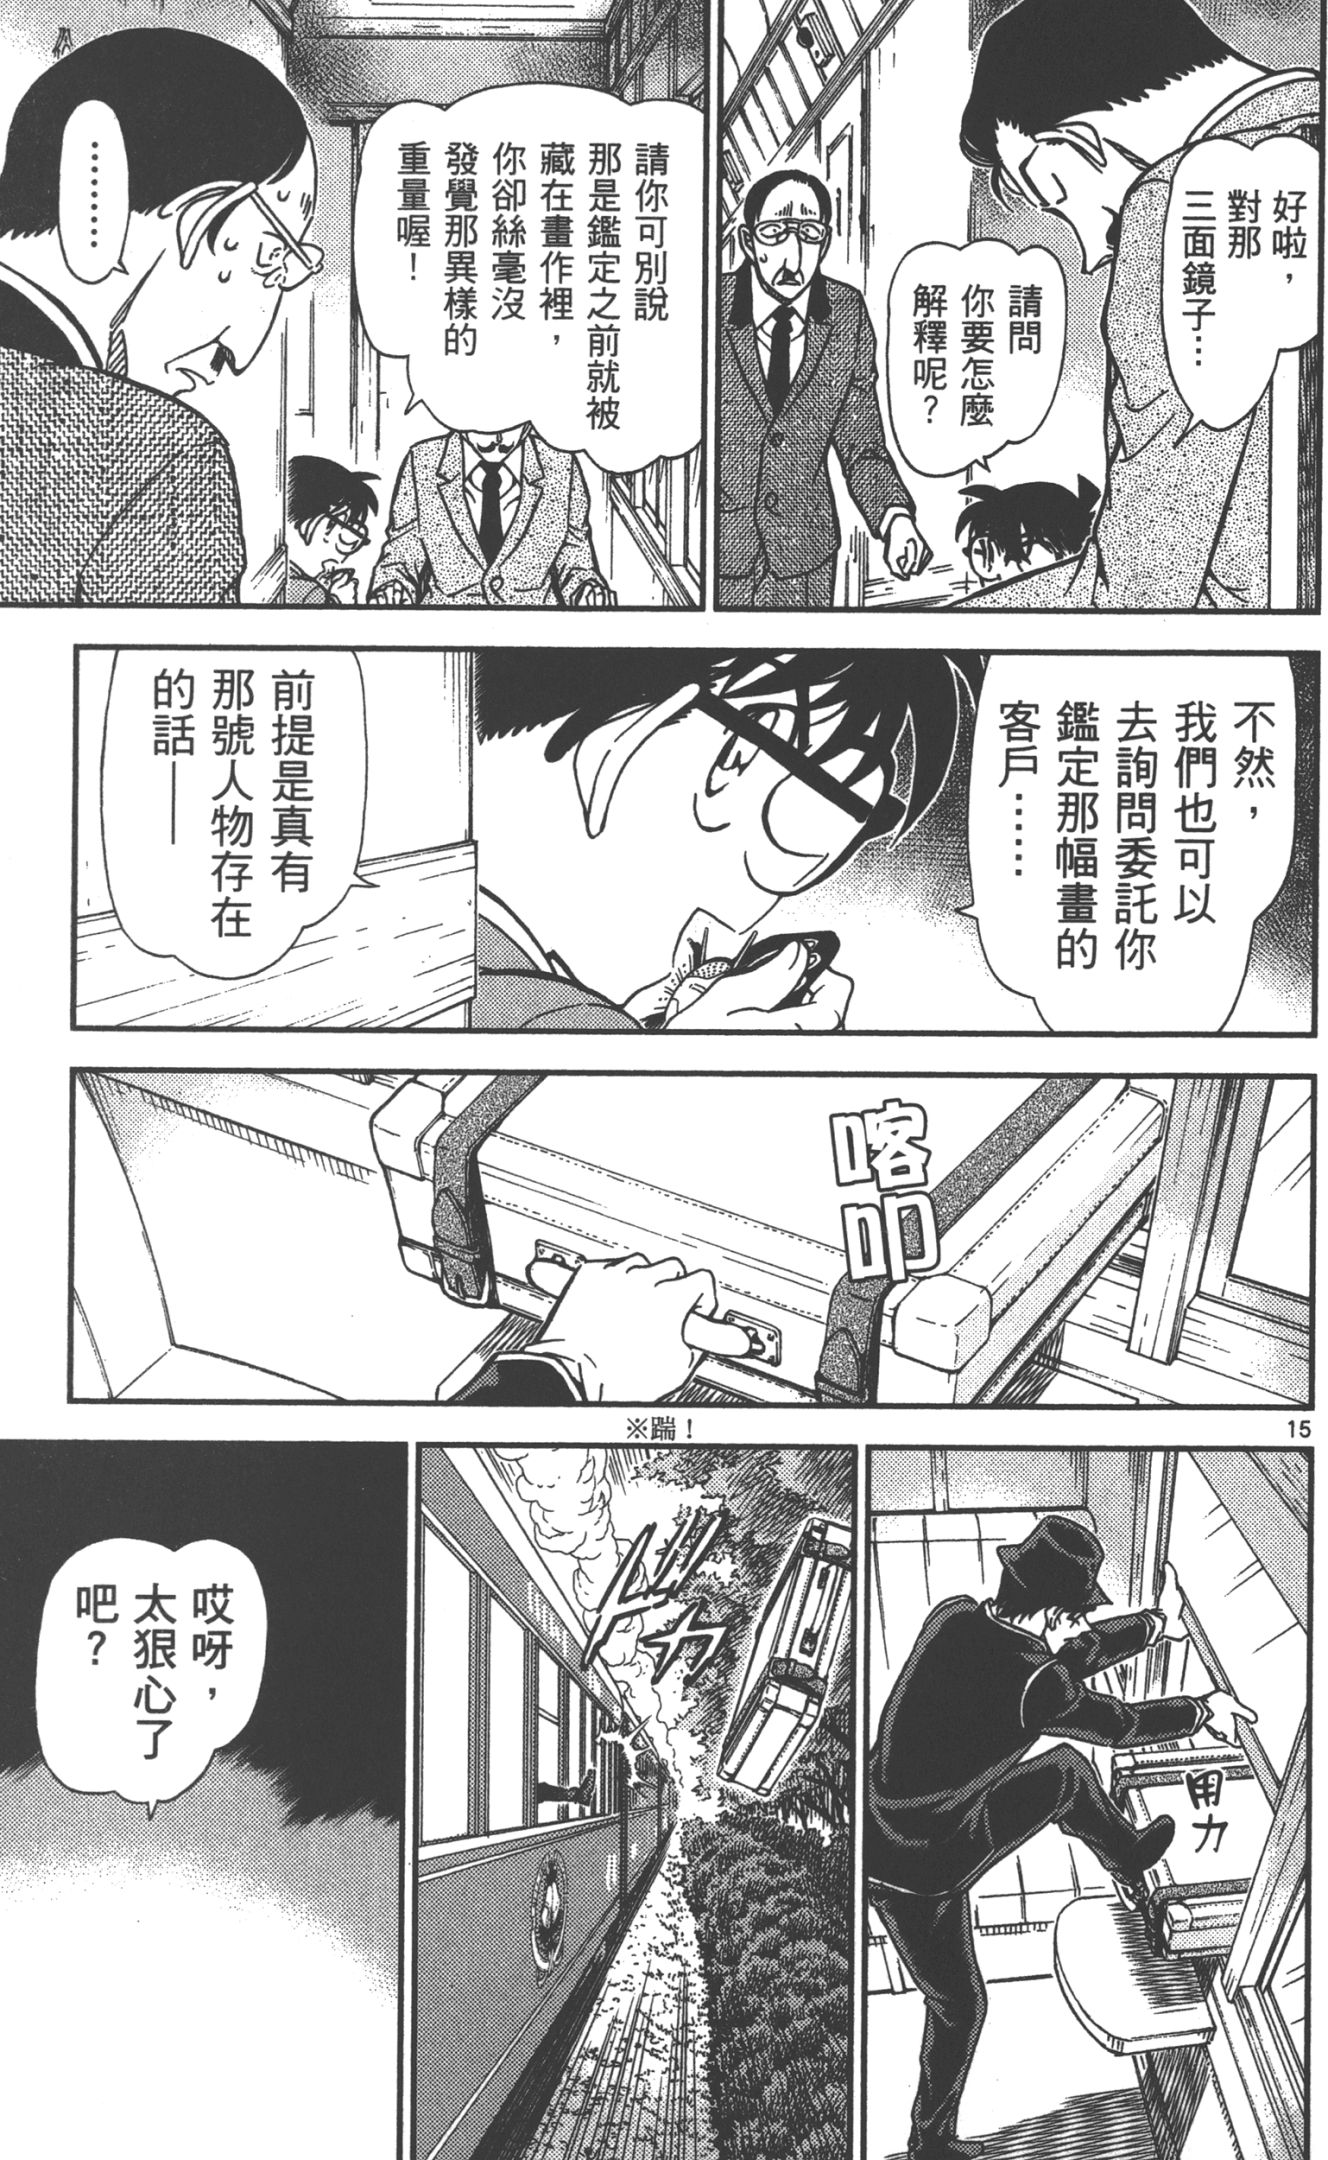 好啦，
對那
三面鏡子…
請問
你要怎麼
解釋呢？
請你可別說
那是鑑定之前就被
藏在畫作裡，
你卻絲毫沒
發覺那異樣的
重量喔！
………
不然，
我們也可以
去詢問委託你
鑑定那幅畫的
客戶……
前提是真有
那號人物存在
的話——
喀叩
15
※踹！
用力
ドカッ
哎呀，
太狠心了
吧？